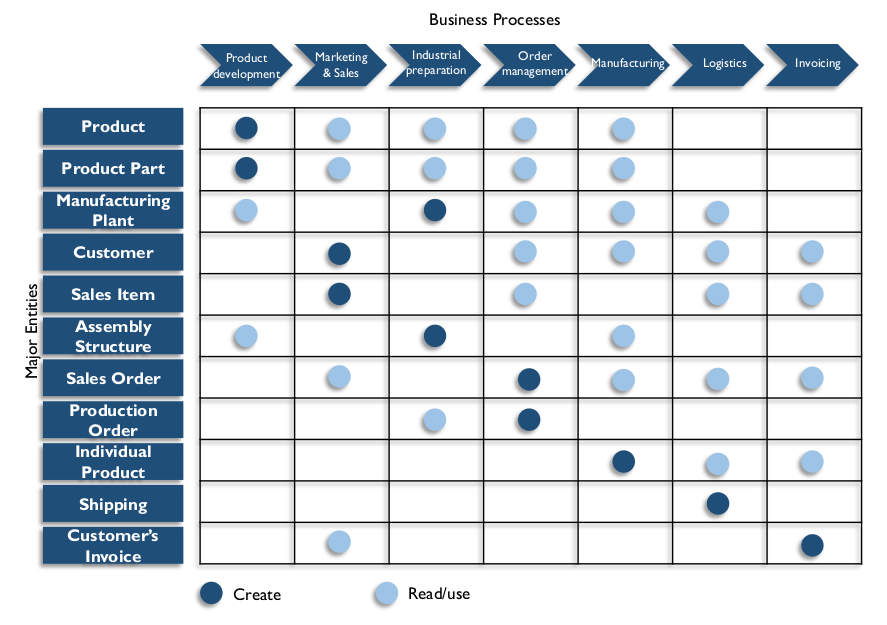 Business Processes
Product
development
Marketing
& Sales
Industrial
preparation
Order
management
Manufacturing
Logistics
Invoicing
Major Entities
Product
Product Part
Manufacturing
Plant
Customer
Sales Item
Assembly
Structure
Sales Order
Production
Order
Individual
Product
Shipping
Customer’s
Invoice
Create
Read/use